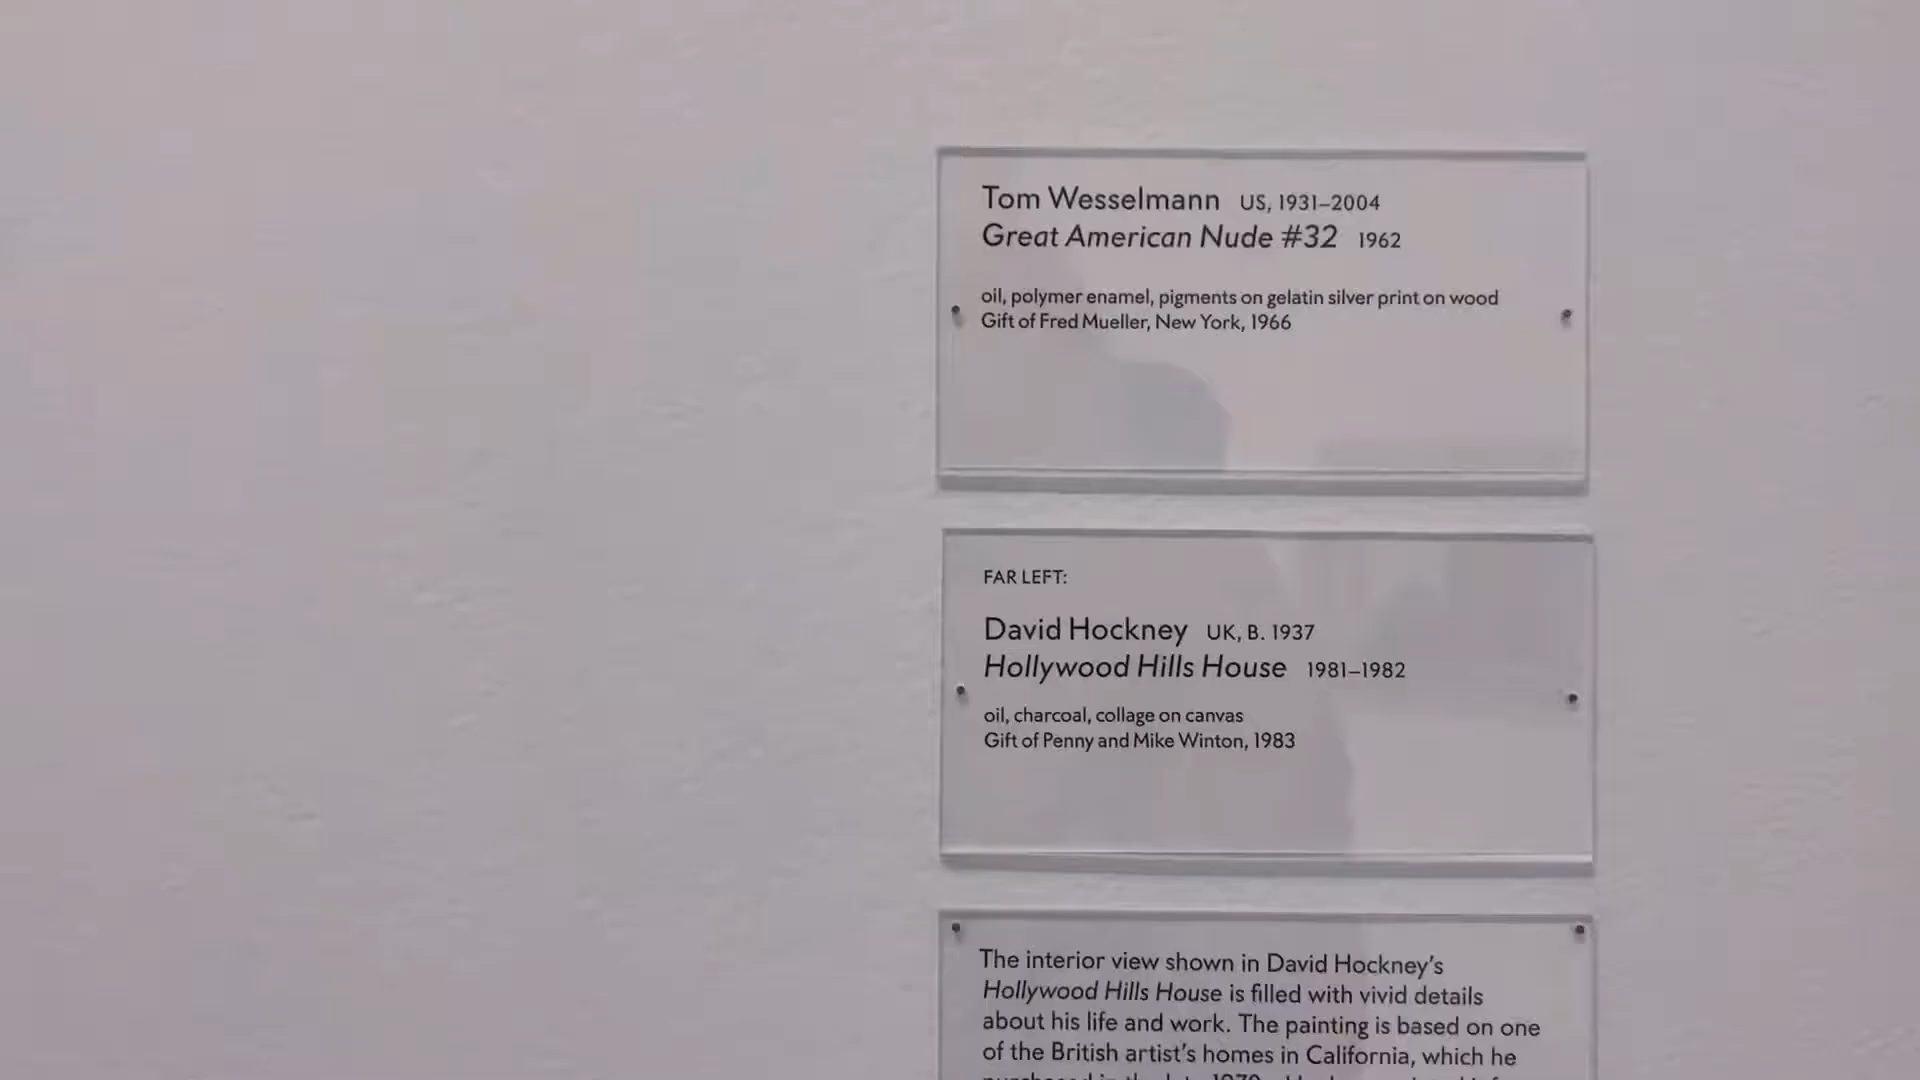 Tom Wesselmann US, 1931–2004
Great American Nude #32 1962
oil, polymer enamel, pigments on gelatin silver print on wood
Gift of Fred Mueller, New York, 1966
FAR LEFT:
David Hockney UK, B. 1937
Hollywood Hills House 1981–1982
oil, charcoal, collage on canvas
Gift of Penny and Mike Winton, 1983
The interior view shown in David Hockney's
Hollywood Hills House is filled with vivid details
about his life and work. The painting is based on one
of the British artist's homes in California, which he